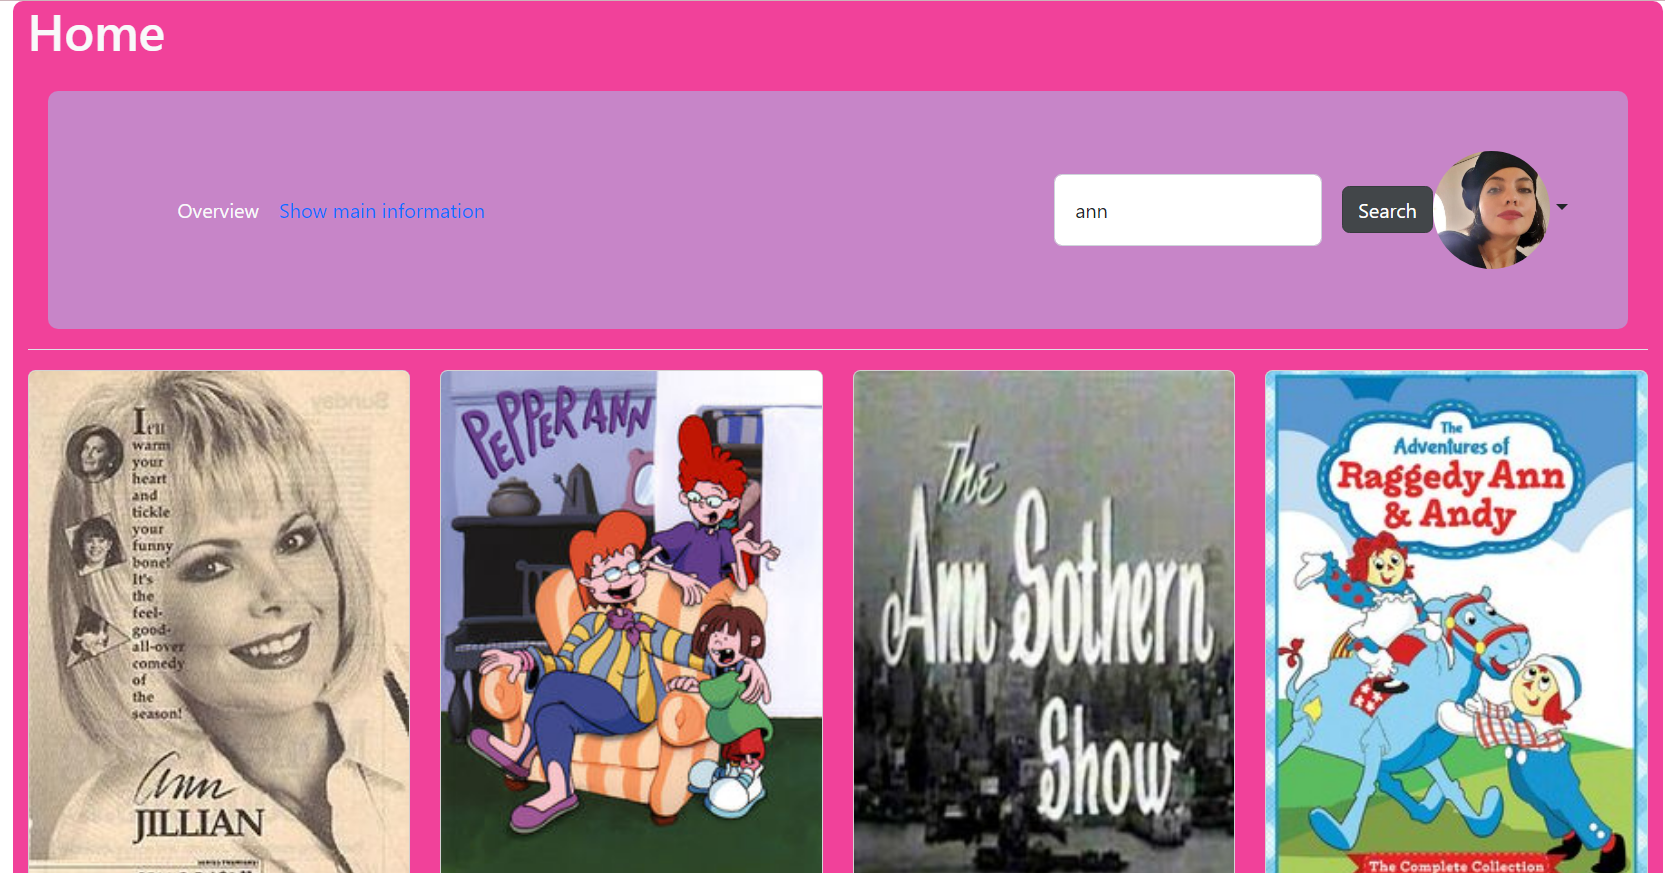 Home
Overview
Show main information
ann
Search
I
t'll
warm
your
heart
and
tickle
your
funny
bone!
It's
the
feel-
good-
all-over
comedy
of
the
season!
ann
JILLIAN
PEPPER ANN
The
Ann Sothern
Show
The
Adventures of
Raggedy Ann
& Andy
The Complete Collection